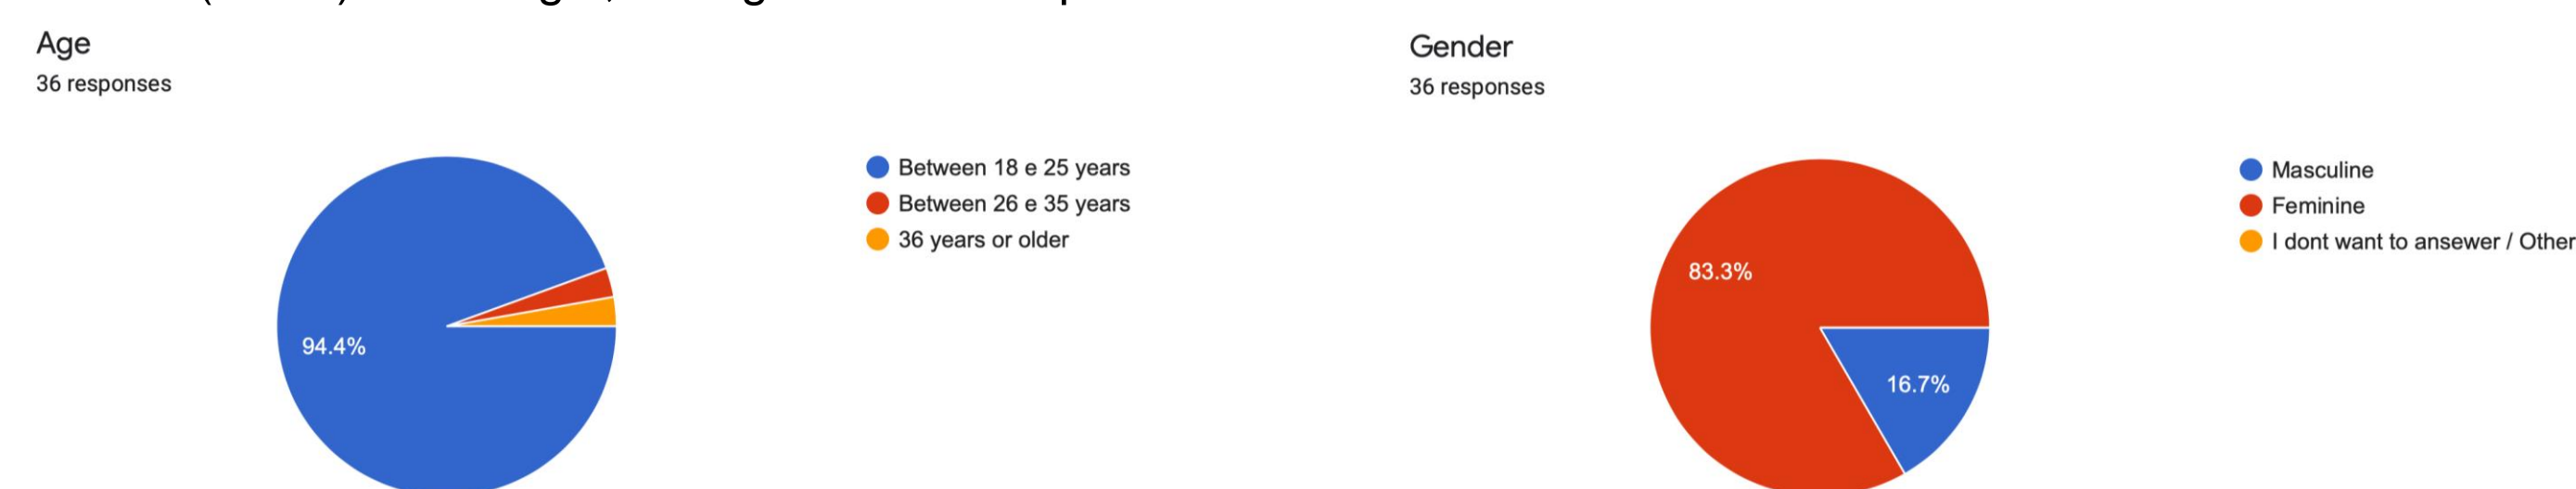 Age
36 responses
Between 18 e 25 years
Between 26 e 35 years
36 years or older
94.4%
Gender
36 responses
Masculine
Feminine
I dont want to ansewer / Other
83.3%
16.7%